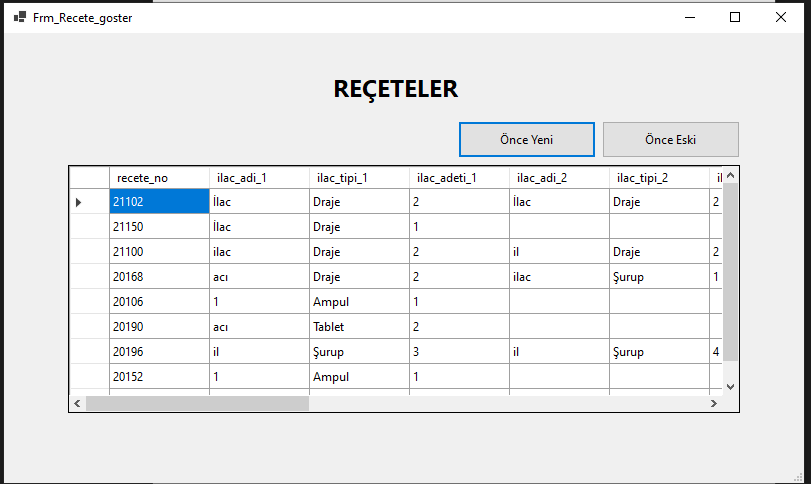 Frm_Recete_goster
REÇETELER
Önce Yeni Önce Eski
recete_no ilac_adi_1 ilac_tipi_1 ilac_adeti_1 ilac_adi_2 ilac_tipi_2 il
21102 İlac Draje 2 İlac Draje 2
21150 İlac Draje 1
21100 ilac Draje 2 il Draje 2
20168 acı Draje 2 ilac Şurup 1
20106 1 Ampul 1
20190 acı Tablet 2
20196 il Şurup 3 il Şurup 4
20152 1 Ampul 1